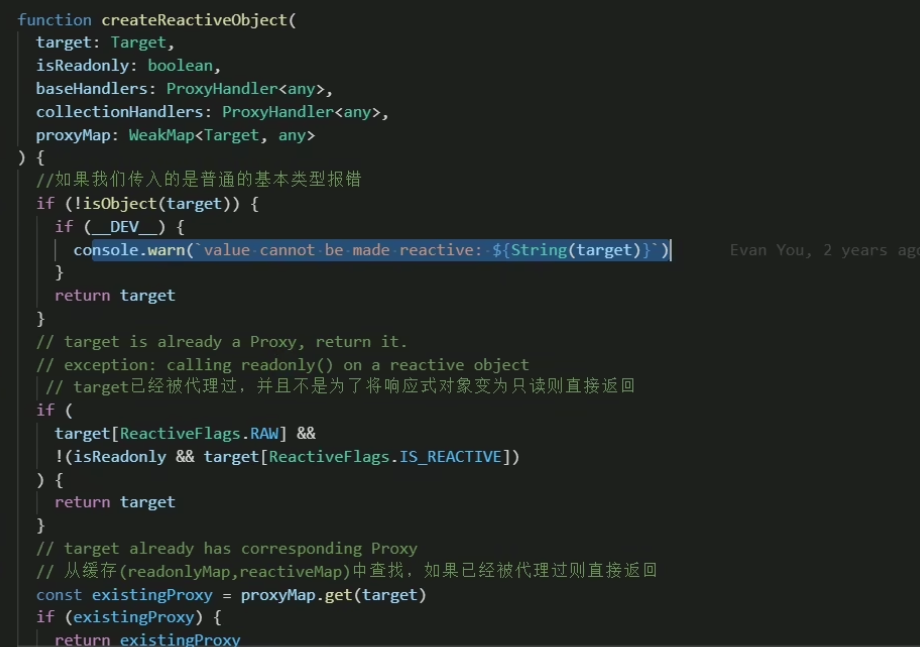 function createReactiveObject(
target: Target,
isReadonly: boolean,
baseHandlers: ProxyHandler<any>,
collectionHandlers: ProxyHandler<any>,
proxyMap: WeakMap<Target, any>
) {
//如果我们传入的是普通的基本类型报错
if (!isObject(target)) {
if (__DEV__) {
console.warn(`value cannot be made reactive: ${String(target)}`) Evan You, 2 years ago
}
return target
}
// target is already a Proxy, return it.
// exception: calling readonly() on a reactive object
// target已经被代理过，并且不是为了将响应式对象变为只读则直接返回
if (
target[ReactiveFlags.RAW] &&
!(isReadonly && target[ReactiveFlags.IS_REACTIVE])
) {
return target
}
// target already has corresponding Proxy
// 从缓存(readonlyMap,reactiveMap)中查找，如果已经被代理过则直接返回
const existingProxy = proxyMap.get(target)
if (existingProxy) {
return existingProxy